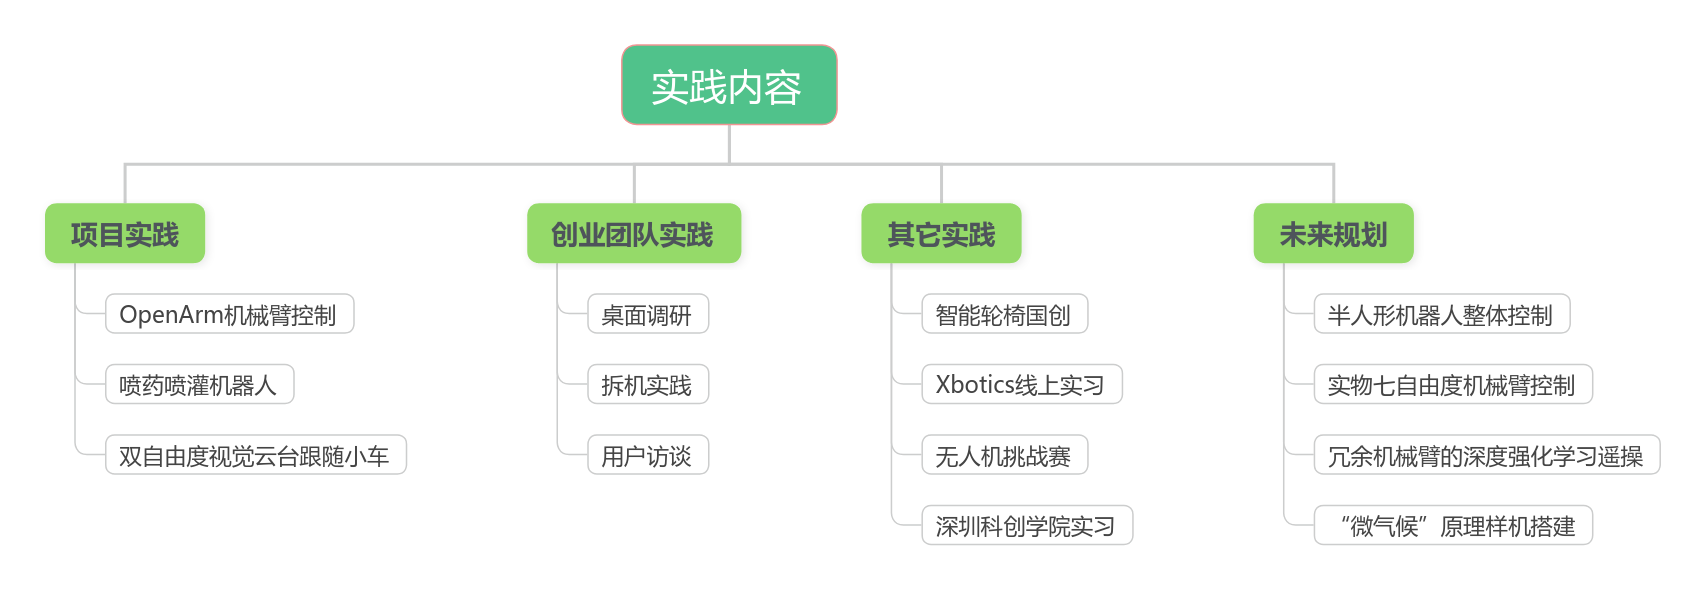 实践内容
项目实践
OpenArm机械臂控制
喷药喷灌机器人
双自由度视觉云台跟随小车
创业团队实践
桌面调研
拆机实践
用户访谈
其它实践
智能轮椅国创
Xbotics线上实习
无人机挑战赛
深圳科创学院实习
未来规划
半人形机器人整体控制
实物七自由度机械臂控制
冗余机械臂的深度强化学习遥操
“微气候”原理样机搭建